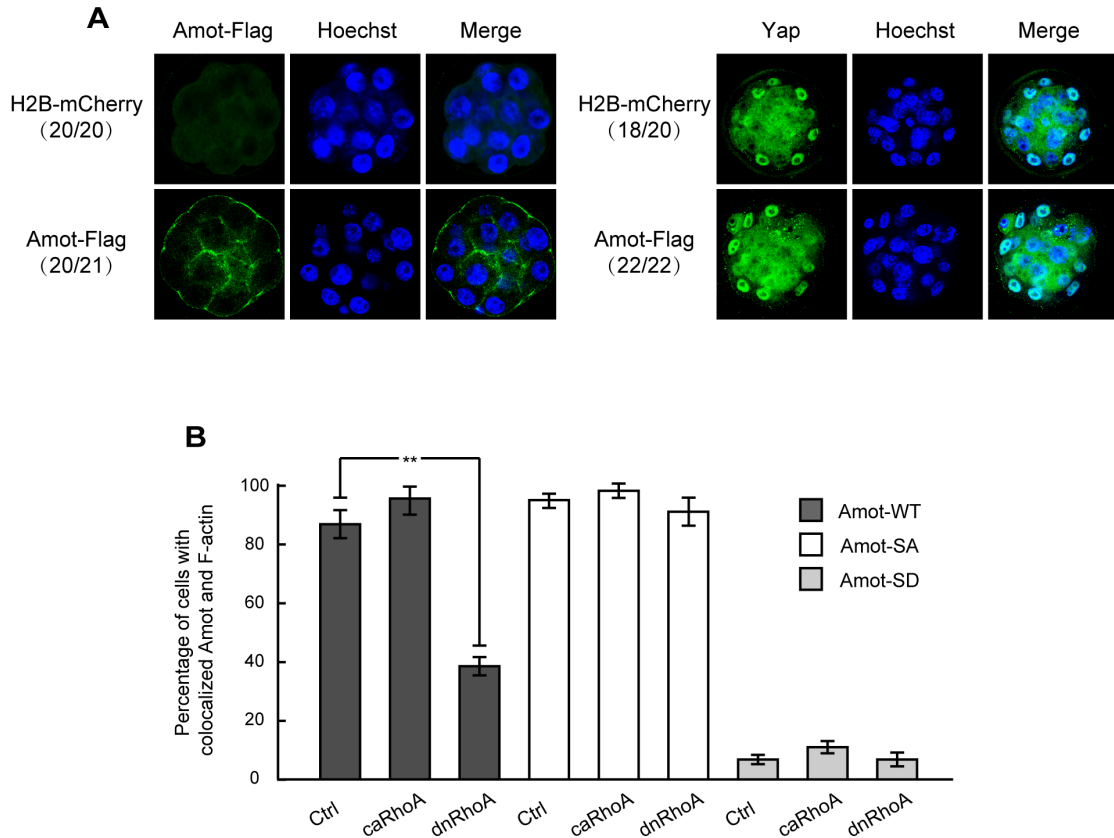 A
Amot-Flag Hoechst Merge Yap Hoechst Merge
H2B-mCherry
（20/20）
H2B-mCherry
（18/20）
Amot-Flag
（20/21）
Amot-Flag
（22/22）
B
**
Percentage of cells with
colocalized Amot and F-actin
100
80
60
40
20
0
Amot-WT
Amot-SA
Amot-SD
Ctrl caRhoA dnRhoA Ctrl caRhoA dnRhoA Ctrl caRhoA dnRhoA